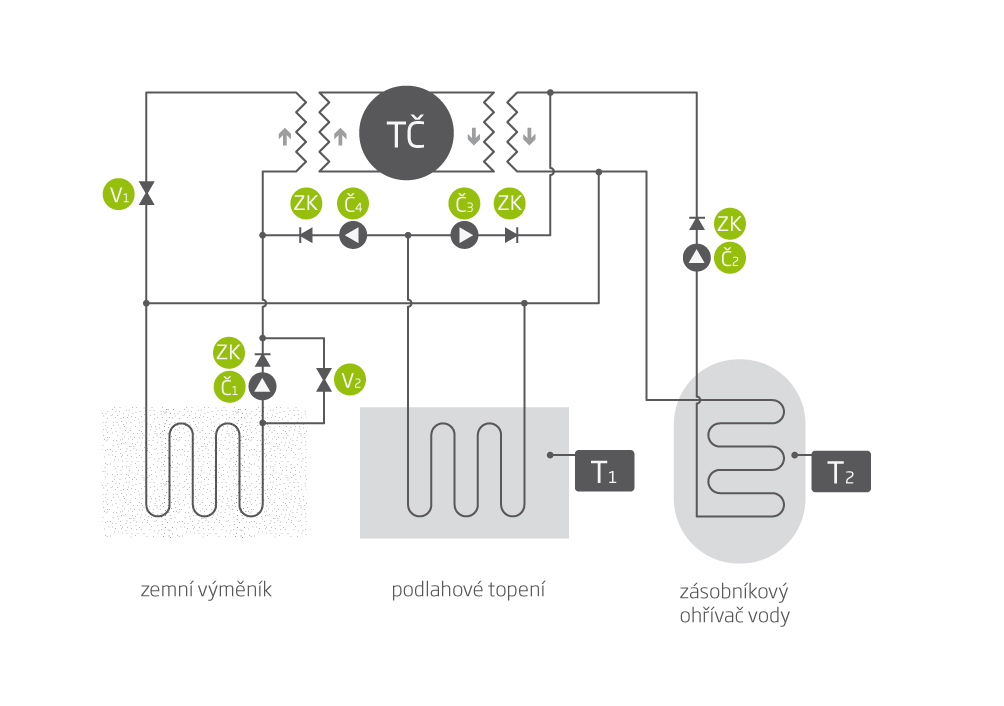 TČ
V1
ZK
Č4
Č3
ZK
ZK
Č2
ZK
Č1
V2
T1
T2
zemní výměník
podlahové topení
zásobníkový
ohřívač vody